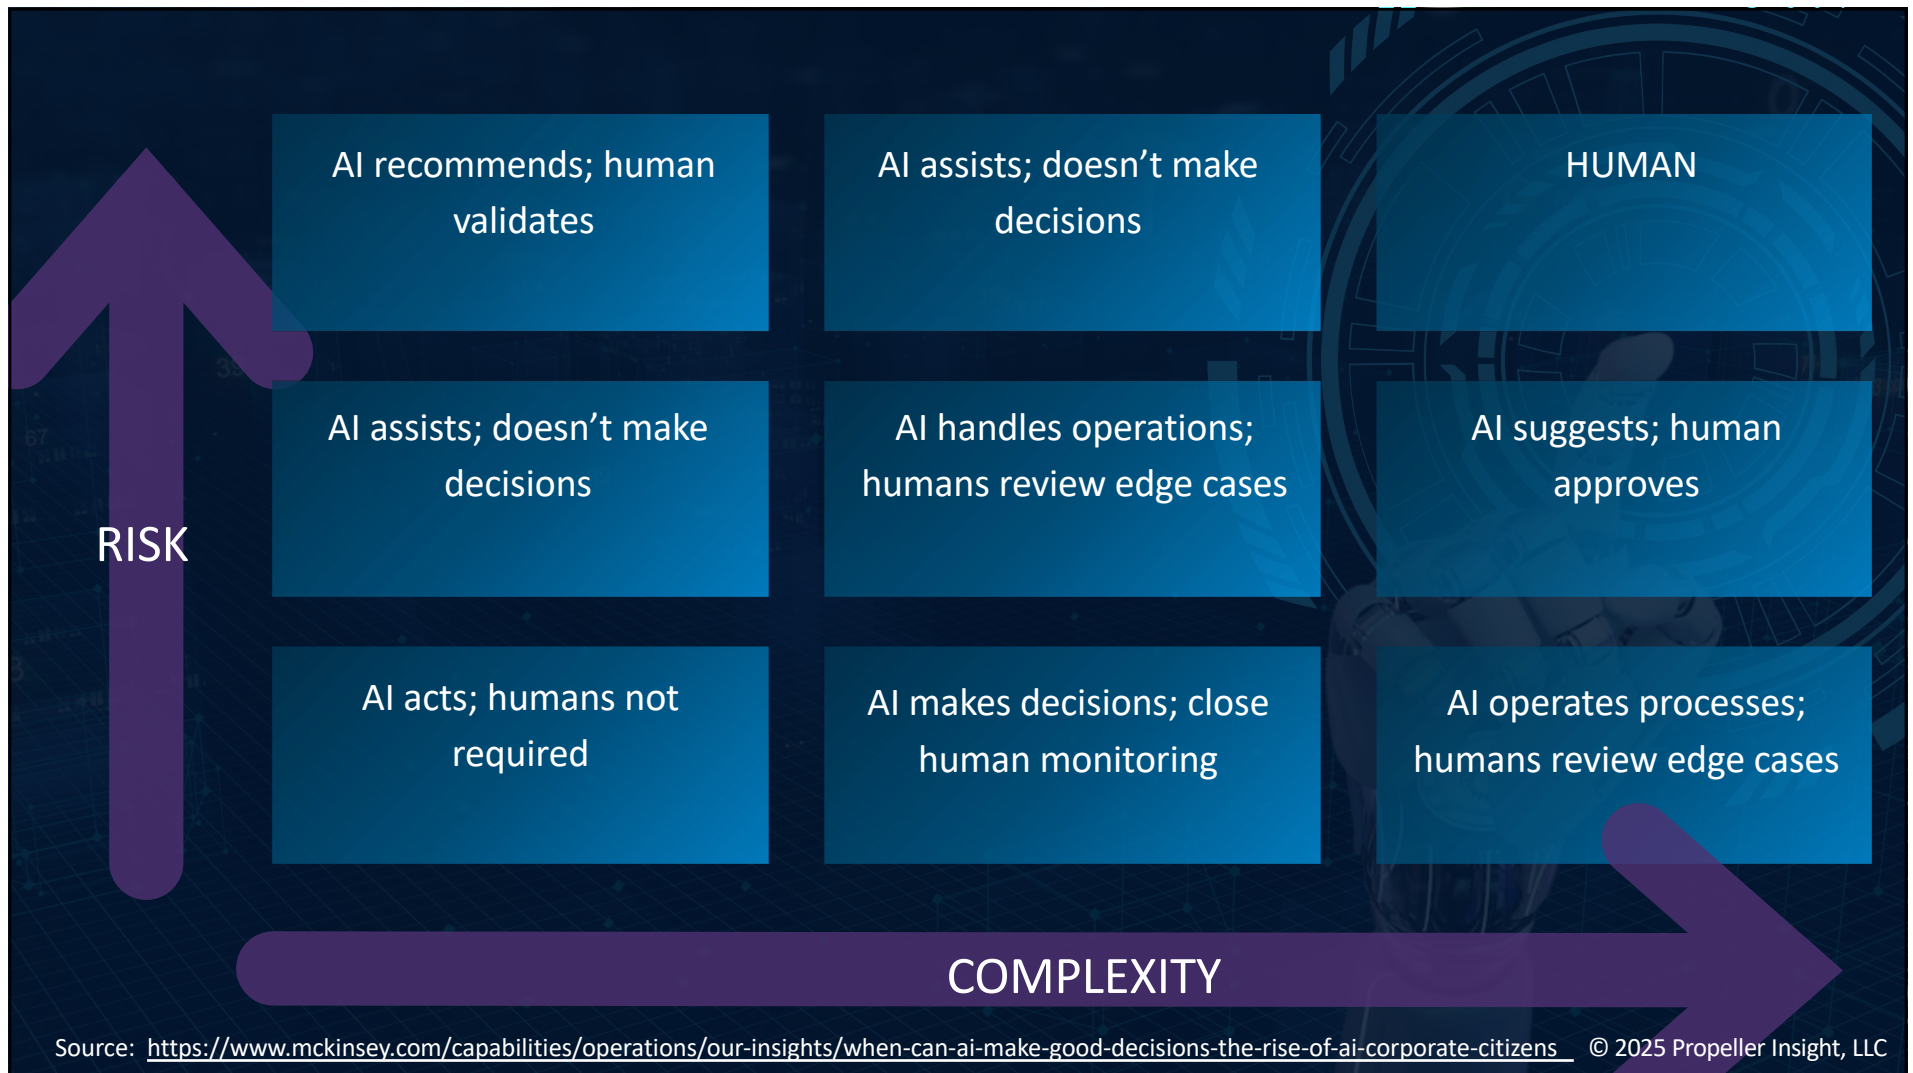 AI recommends; human
validates
AI assists; doesn’t make
decisions
HUMAN
AI assists; doesn’t make
decisions
AI handles operations;
humans review edge cases
AI suggests; human
approves
RISK
AI acts; humans not
required
AI makes decisions; close
human monitoring
AI operates processes;
humans review edge cases
COMPLEXITY
Source: https://www.mckinsey.com/capabilities/operations/our-insights/when-can-ai-make-good-decisions-the-rise-of-ai-corporate-citizens © 2025 Propeller Insight, LLC